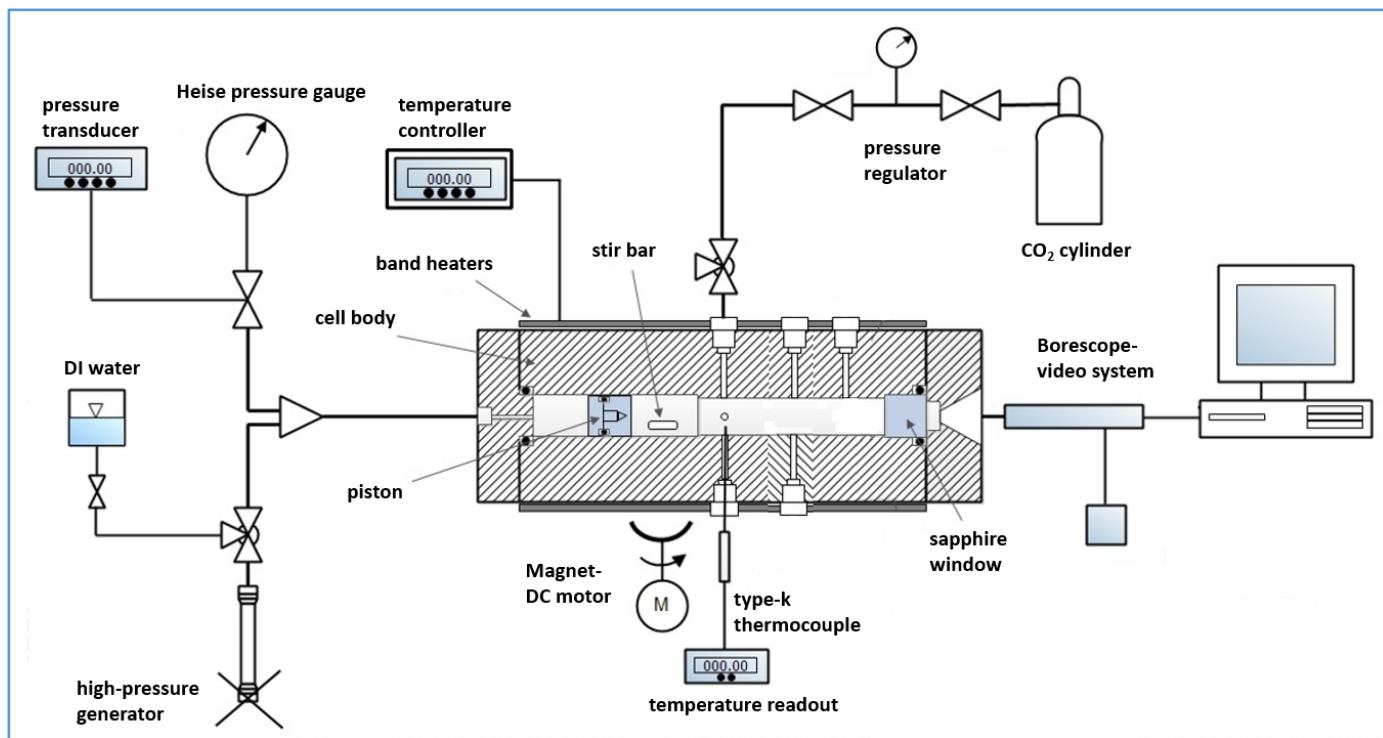 Heise pressure gauge
pressure
transducer
000.00
temperature
controller
000.00
pressure
regulator
CO₂ cylinder
stir bar
band heaters
cell body
DI water
piston
Borescope-
video system
sapphire
window
Magnet-
DC motor
M
type-k
thermocouple
000.00
temperature readout
high-pressure
generator